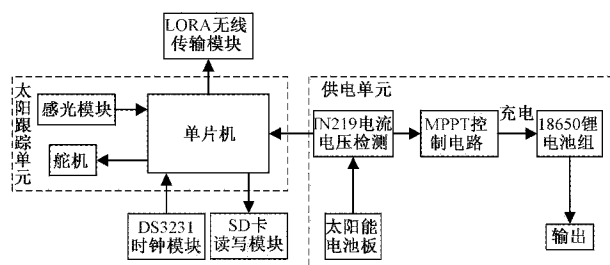 LORA无线
传输模块
太阳跟踪单元
感光模块
单片机
舵机
DS3231
时钟模块
SD卡
读写模块
供电单元
IN219电流
电压检测
MPPT控
制电路
充电
18650锂
电池组
太阳能
电池板
输出